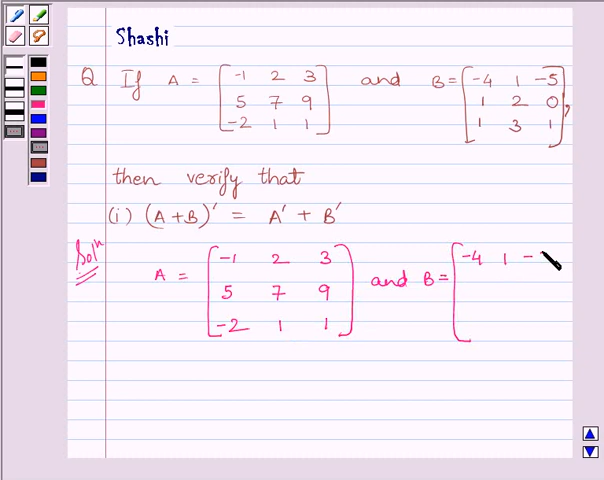 Shashi
Q If A = [-1 2 3 and B = [-4 1 -5
5 7 9 1 2 0
-2 1 1] 1 3 1],
then verify that
(i) (A+B)' = A' + B'
Solⁿ A = [-1 2 3 and B = [-4 1 -
5 7 9
-2 1 1]